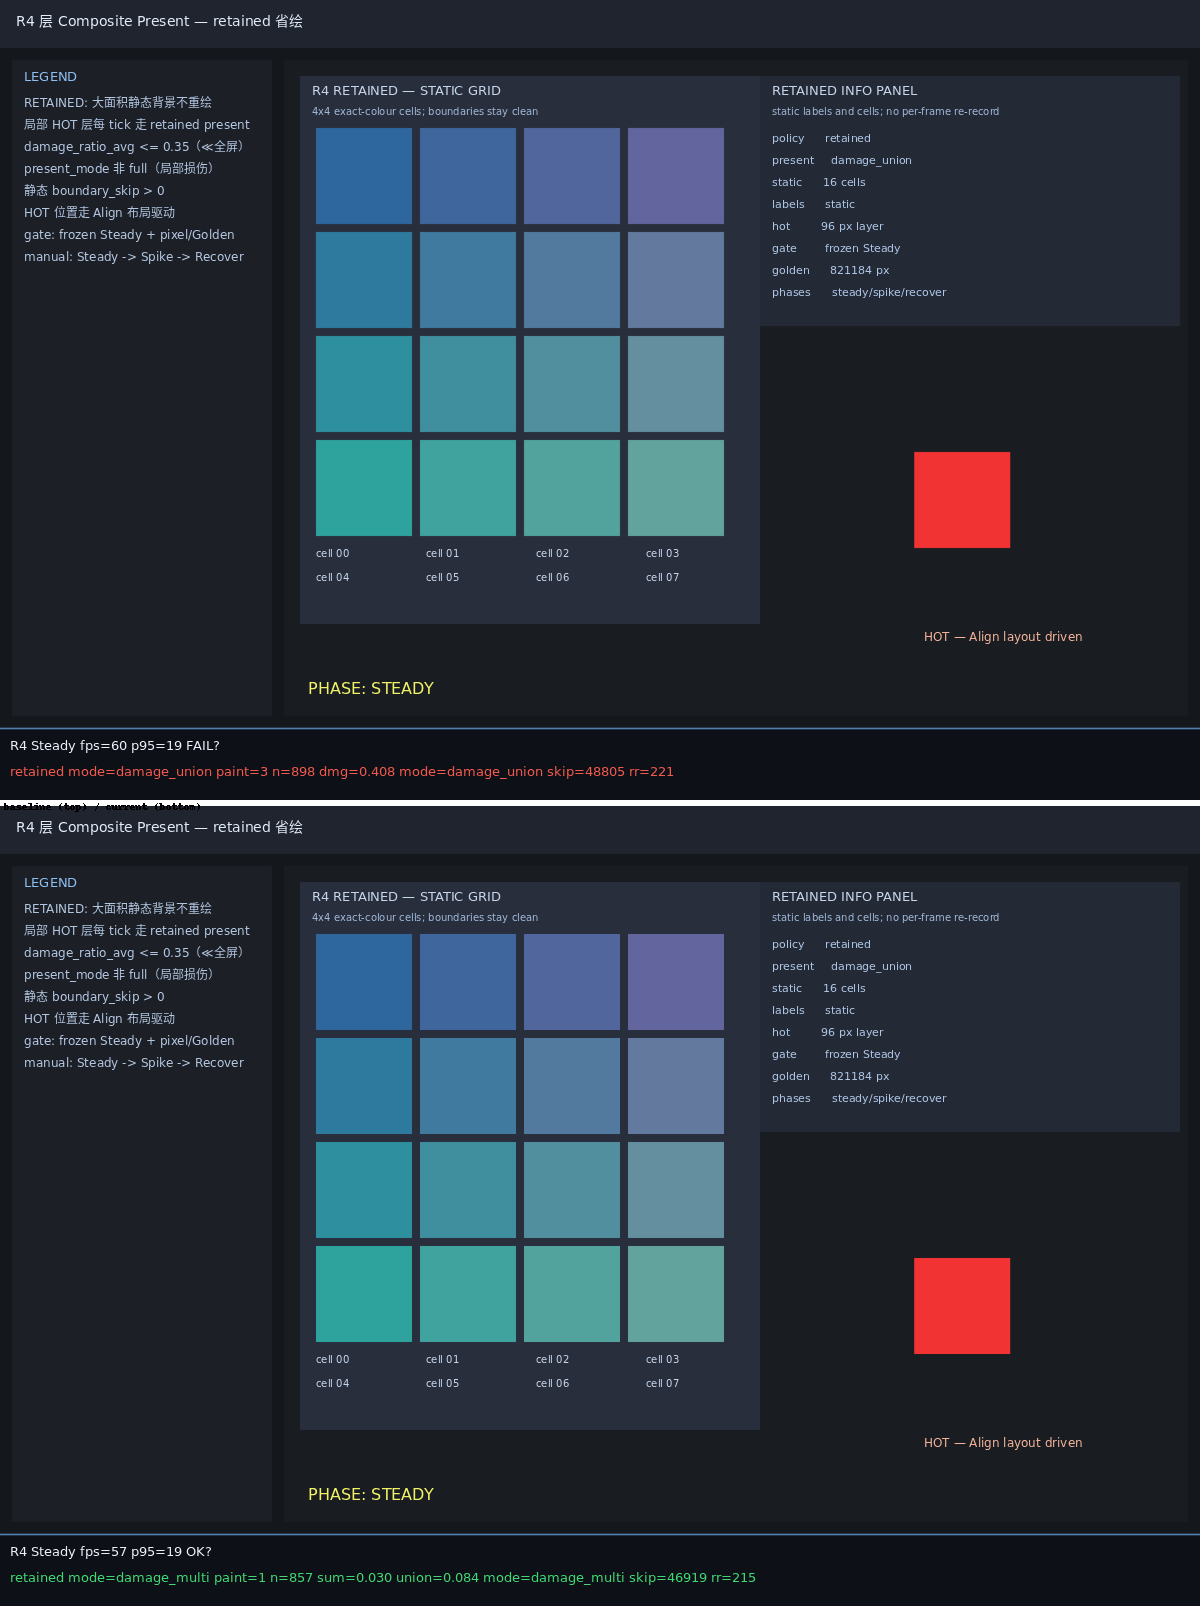 R4 层 Composite Present — retained 省绘
LEGEND
RETAINED: 大面积静态背景不重绘
局部 HOT 层每 tick 走 retained present
damage_ratio_avg <= 0.35（≪全屏）
present_mode 非 full（局部损伤）
静态 boundary_skip > 0
HOT 位置走 Align 布局驱动
gate: frozen Steady + pixel/Golden
manual: Steady -> Spike -> Recover
R4 RETAINED — STATIC GRID
4x4 exact-colour cells; boundaries stay clean
cell 00 cell 01 cell 02 cell 03
cell 04 cell 05 cell 06 cell 07
RETAINED INFO PANEL
static labels and cells; no per-frame re-record
policy retained
present damage_union
static 16 cells
labels static
hot 96 px layer
gate frozen Steady
golden 821184 px
phases steady/spike/recover
HOT — Align layout driven
PHASE: STEADY
R4 Steady fps=60 p95=19 FAIL?
retained mode=damage_union paint=3 n=898 dmg=0.408 mode=damage_union skip=48805 rr=221
baseline (top) / current (bottom)
R4 层 Composite Present — retained 省绘
LEGEND
RETAINED: 大面积静态背景不重绘
局部 HOT 层每 tick 走 retained present
damage_ratio_avg <= 0.35（≪全屏）
present_mode 非 full（局部损伤）
静态 boundary_skip > 0
HOT 位置走 Align 布局驱动
gate: frozen Steady + pixel/Golden
manual: Steady -> Spike -> Recover
R4 RETAINED — STATIC GRID
4x4 exact-colour cells; boundaries stay clean
cell 00 cell 01 cell 02 cell 03
cell 04 cell 05 cell 06 cell 07
RETAINED INFO PANEL
static labels and cells; no per-frame re-record
policy retained
present damage_union
static 16 cells
labels static
hot 96 px layer
gate frozen Steady
golden 821184 px
phases steady/spike/recover
HOT — Align layout driven
PHASE: STEADY
R4 Steady fps=57 p95=19 OK?
retained mode=damage_multi paint=1 n=857 sum=0.030 union=0.084 mode=damage_multi skip=46919 rr=215